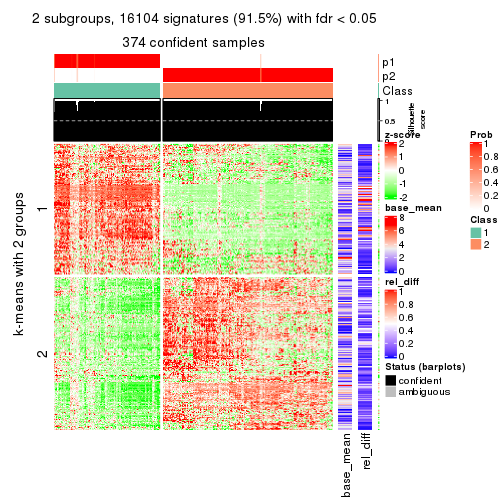 2 subgroups, 16104 signatures (91.5%) with fdr < 0.05
374 confident samples
p1
p2
Class
1
0.5
Silhouette
score
k-means with 2 groups
1
2
base_mean
rel_diff
z-score
2
1
0
-1
-2
base_mean
8
6
4
2
0
rel_diff
1
0.8
0.6
0.4
0.2
0
Status (barplots)
confident
ambiguous
Prob
1
0.8
0.6
0.4
0.2
0
Class
1
2